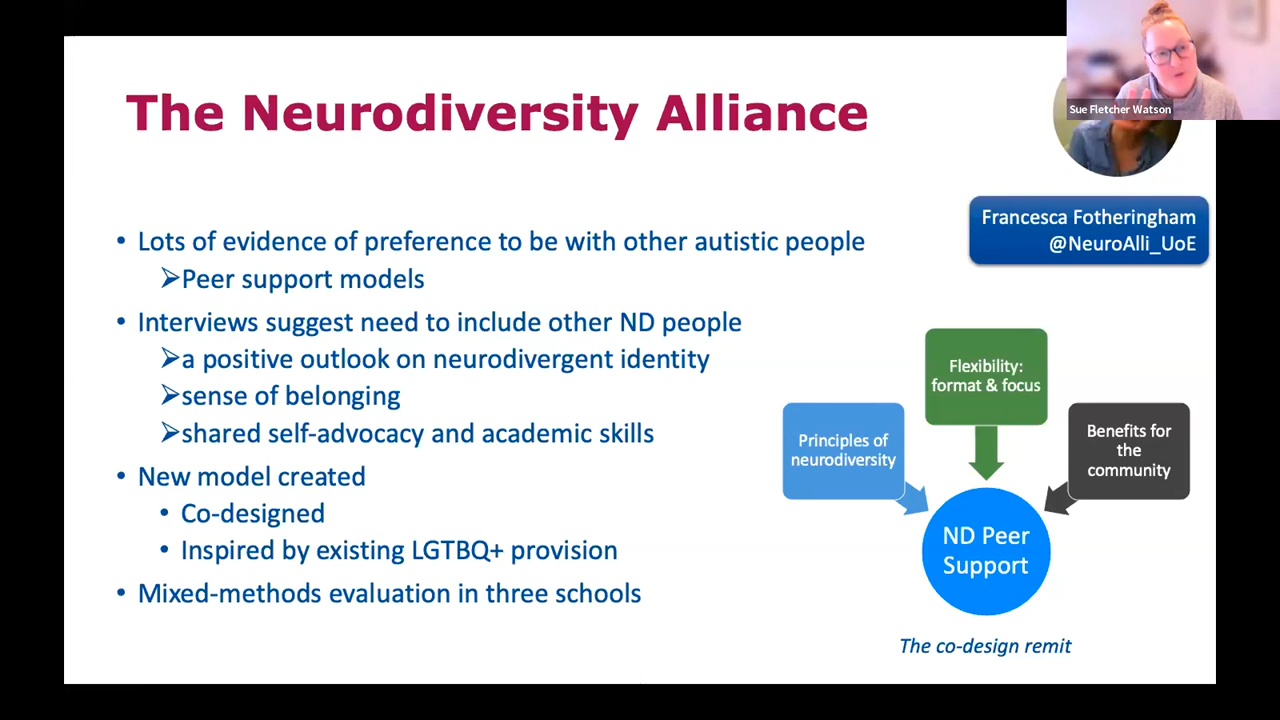 Sue Fletcher Watson
The Neurodiversity Alliance
Francesca Fotheringham
@NeuroAlli_UoE
• Lots of evidence of preference to be with other autistic people
➢Peer support models
• Interviews suggest need to include other ND people
➢a positive outlook on neurodivergent identity
➢sense of belonging
➢shared self-advocacy and academic skills
• New model created
• Co-designed
• Inspired by existing LGTBQ+ provision
• Mixed-methods evaluation in three schools
Flexibility:
format & focus
Principles of
neurodiversity
Benefits for
the
community
ND Peer
Support
The co-design remit